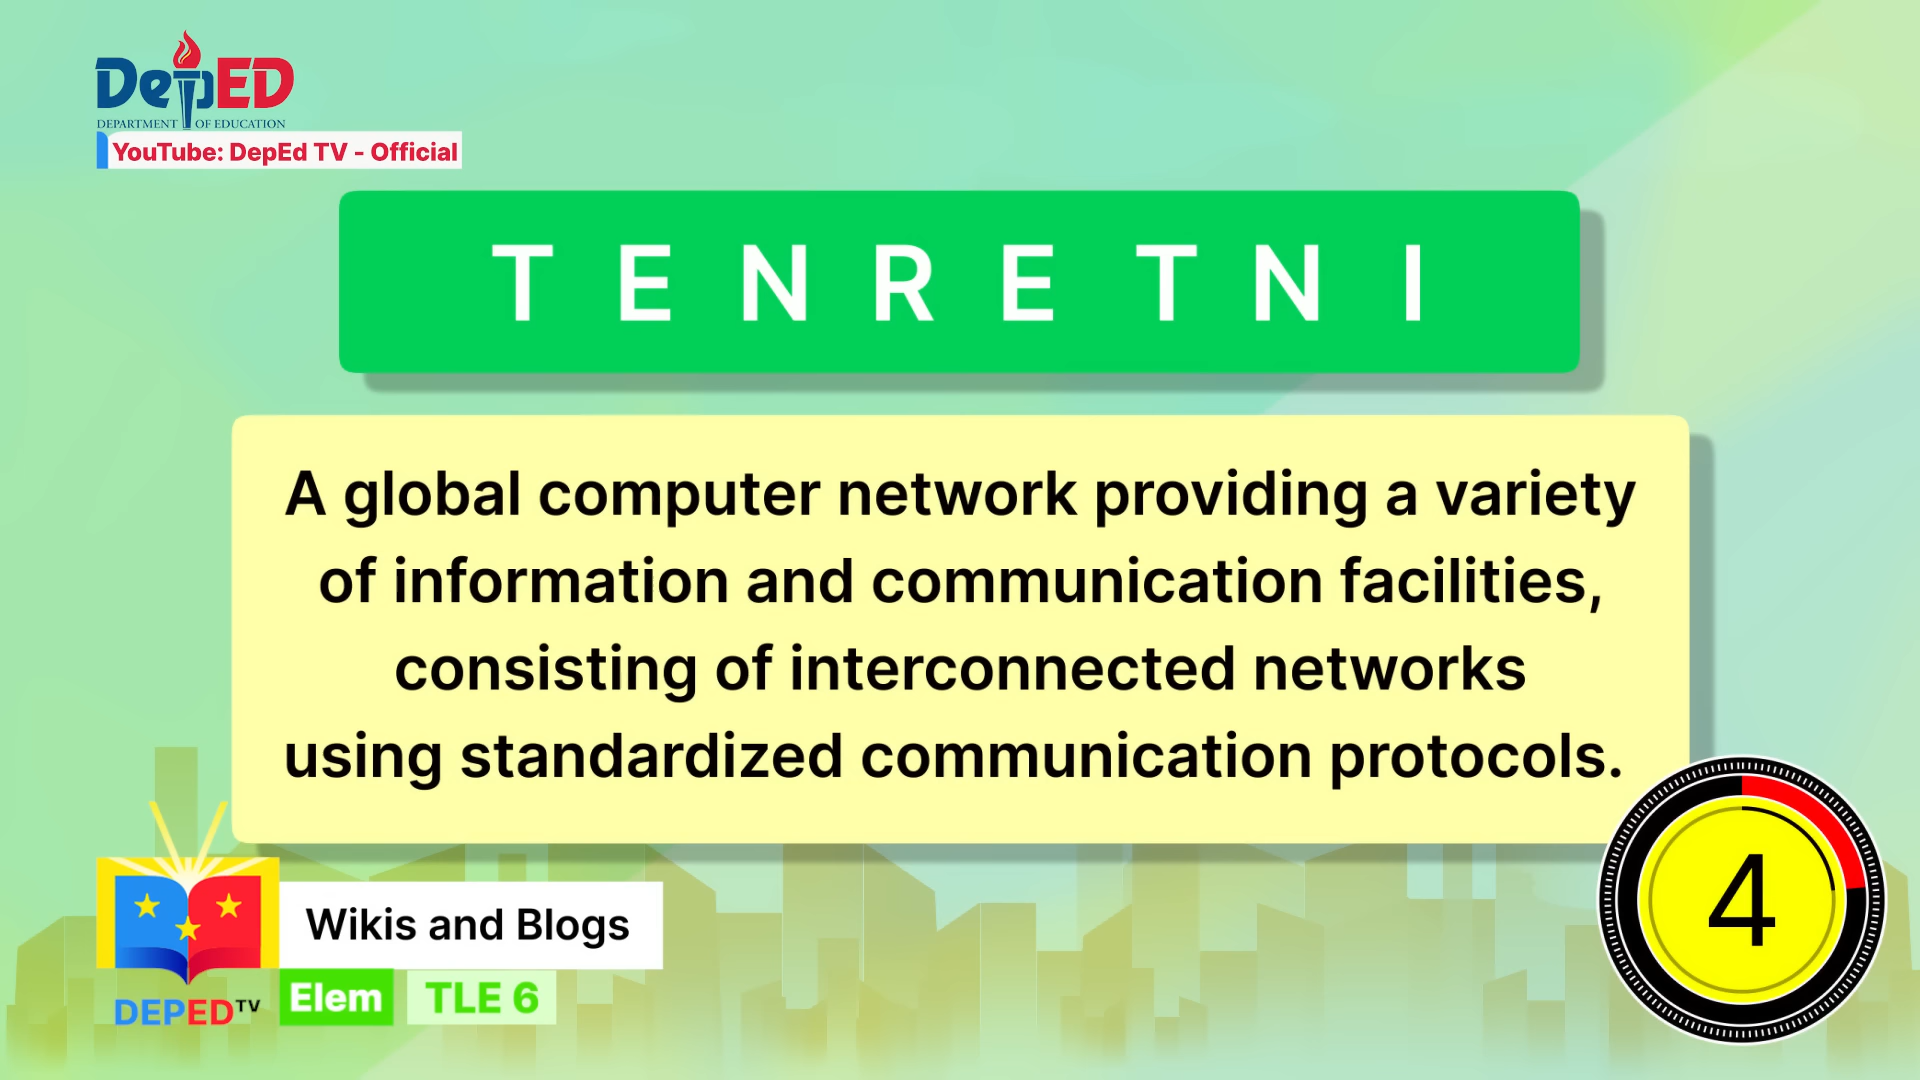 DepED
DEPARTMENT OF EDUCATION
YouTube: DepEd TV - Official
T E N R E T N I
A global computer network providing a variety
of information and communication facilities,
consisting of interconnected networks
using standardized communication protocols.
4
Wikis and Blogs
DEPED TV
Elem TLE 6